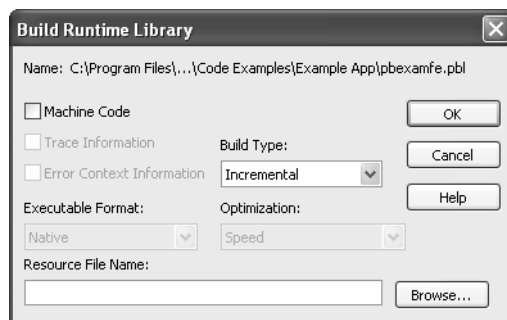 Build Runtime Library
Name: C:\Program Files\...\Code Examples\Example App\pbexamfe.pbl
Machine Code
OK
Trace Information
Build Type:
Cancel
Error Context Information
Incremental
Help
Executable Format:
Optimization:
Native
Speed
Resource File Name:
Browse...